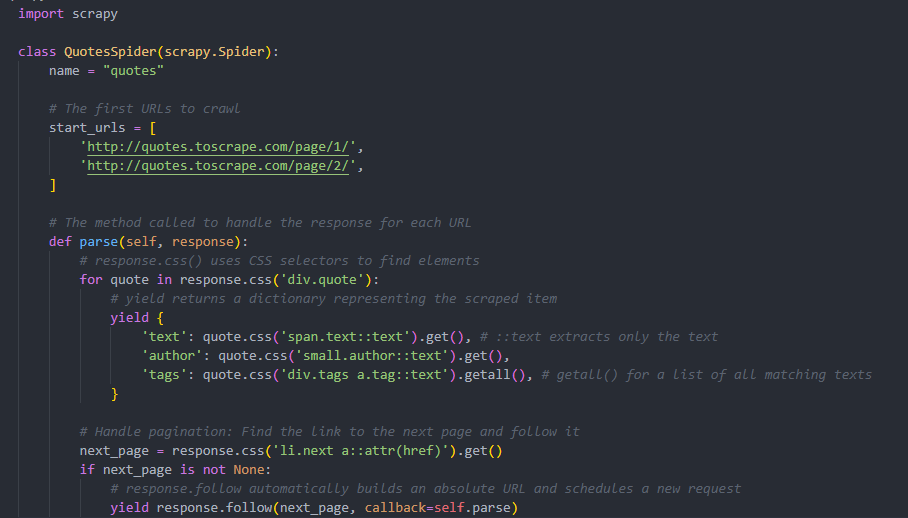 import scrapy

class QuotesSpider(scrapy.Spider):
    name = "quotes"

    # The first URLs to crawl
    start_urls = [
        'http://quotes.toscrape.com/page/1/',
        'http://quotes.toscrape.com/page/2/',
    ]

    # The method called to handle the response for each URL
    def parse(self, response):
        # response.css() uses CSS selectors to find elements
        for quote in response.css('div.quote'):
            # yield returns a dictionary representing the scraped item
            yield {
                'text': quote.css('span.text::text').get(), # ::text extracts only the text
                'author': quote.css('small.author::text').get(),
                'tags': quote.css('div.tags a.tag::text').getall(), # getall() for a list of all matching texts
            }

        # Handle pagination: Find the link to the next page and follow it
        next_page = response.css('li.next a::attr(href)').get()
        if next_page is not None:
            # response.follow automatically builds an absolute URL and schedules a new request
            yield response.follow(next_page, callback=self.parse)